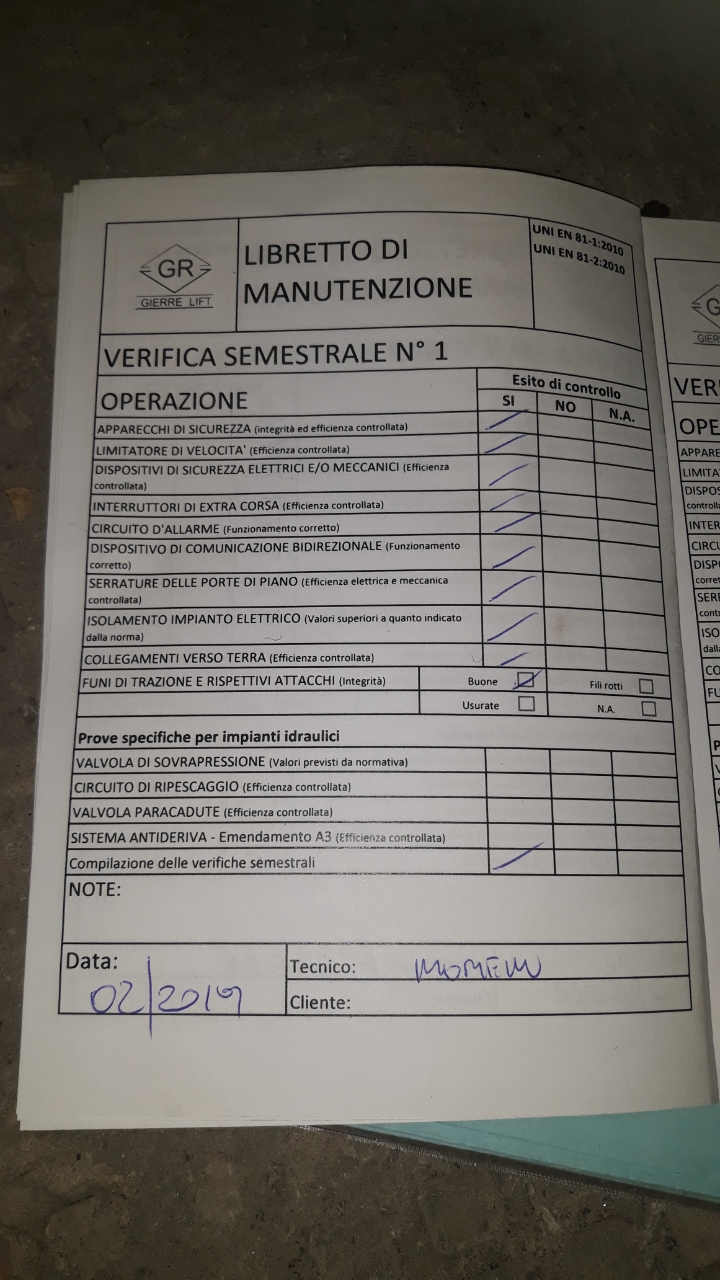 GR
GIERRE LIFT
LIBRETTO DI
MANUTENZIONE
UNI EN 81-1:2010
UNI EN 81-2:2010
VERIFICA SEMESTRALE N° 1
OPERAZIONE
Esito di controllo
SI NO N.A.
APPARECCHI DI SICUREZZA (integrità ed efficienza controllata)
LIMITATORE DI VELOCITA' (Efficienza controllata)
DISPOSITIVI DI SICUREZZA ELETTRICI E/O MECCANICI (Efficienza
controllata)
INTERRUTTORI DI EXTRA CORSA (Efficienza controllata)
CIRCUITO D'ALLARME (Funzionamento corretto)
DISPOSITIVO DI COMUNICAZIONE BIDIREZIONALE (Funzionamento
corretto)
SERRATURE DELLE PORTE DI PIANO (Efficienza elettrica e meccanica
controllata)
ISOLAMENTO IMPIANTO ELETTRICO (Valori superiori a quanto indicato
dalla norma)
COLLEGAMENTI VERSO TERRA (Efficienza controllata)
FUNI DI TRAZIONE E RISPETTIVI ATTACCHI (Integrità) Buone Fili rotti
Usurate N.A.
Prove specifiche per impianti idraulici
VALVOLA DI SOVRAPRESSIONE (Valori previsti da normativa)
CIRCUITO DI RIPESCAGGIO (Efficienza controllata)
VALVOLA PARACADUTE (Efficienza controllata)
SISTEMA ANTIDERIVA - Emendamento A3 (Efficienza controllata)
Compilazione delle verifiche semestrali
NOTE:
Data:
02/2019
Tecnico:
Cliente: